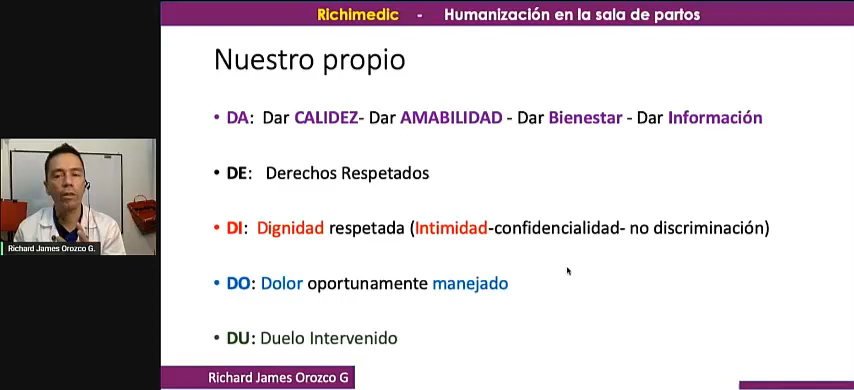 Richimedic - Humanización en la sala de partos
Nuestro propio
• DA: Dar CALIDEZ- Dar AMABILIDAD - Dar Bienestar - Dar Información
• DE: Derechos Respetados
• DI: Dignidad respetada (Intimidad-confidencialidad- no discriminación)
• DO: Dolor oportunamente manejado
• DU: Duelo Intervenido
Richard James Orozco G.
Richard James Orozco G